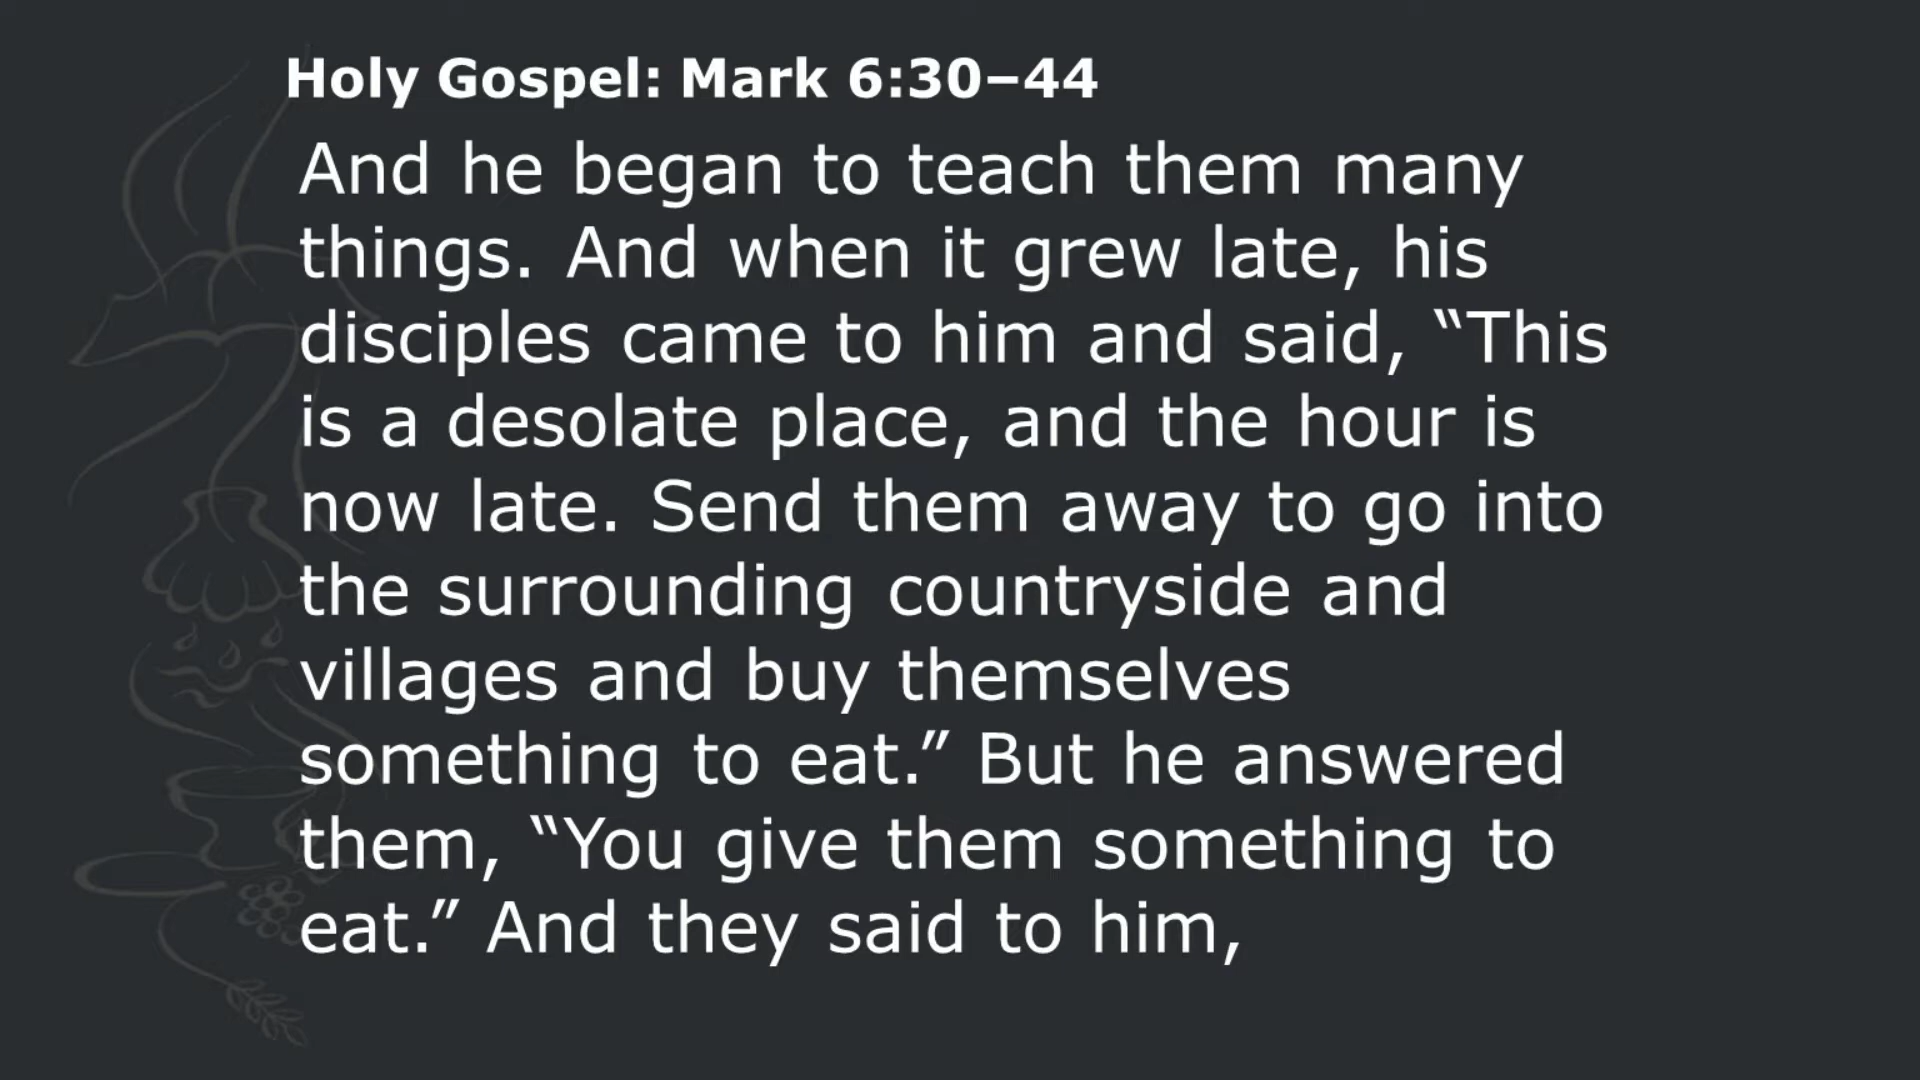 Holy Gospel: Mark 6:30–44
And he began to teach them many
things. And when it grew late, his
disciples came to him and said, “This
is a desolate place, and the hour is
now late. Send them away to go into
the surrounding countryside and
villages and buy themselves
something to eat.” But he answered
them, “You give them something to
eat.” And they said to him,